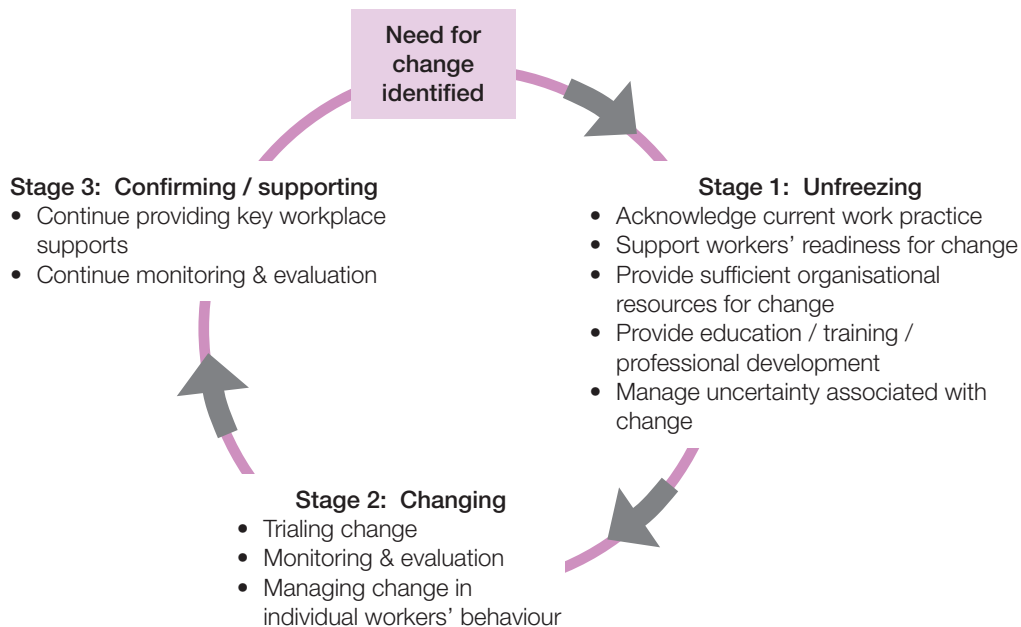 Need for
change
identified
Stage 1: Unfreezing
• Acknowledge current work practice
• Support workers’ readiness for change
• Provide sufficient organisational
resources for change
• Provide education / training /
professional development
• Manage uncertainty associated with
change
Stage 2: Changing
• Trialing change
• Monitoring & evaluation
• Managing change in
individual workers’ behaviour
Stage 3: Confirming / supporting
• Continue providing key workplace
supports
• Continue monitoring & evaluation